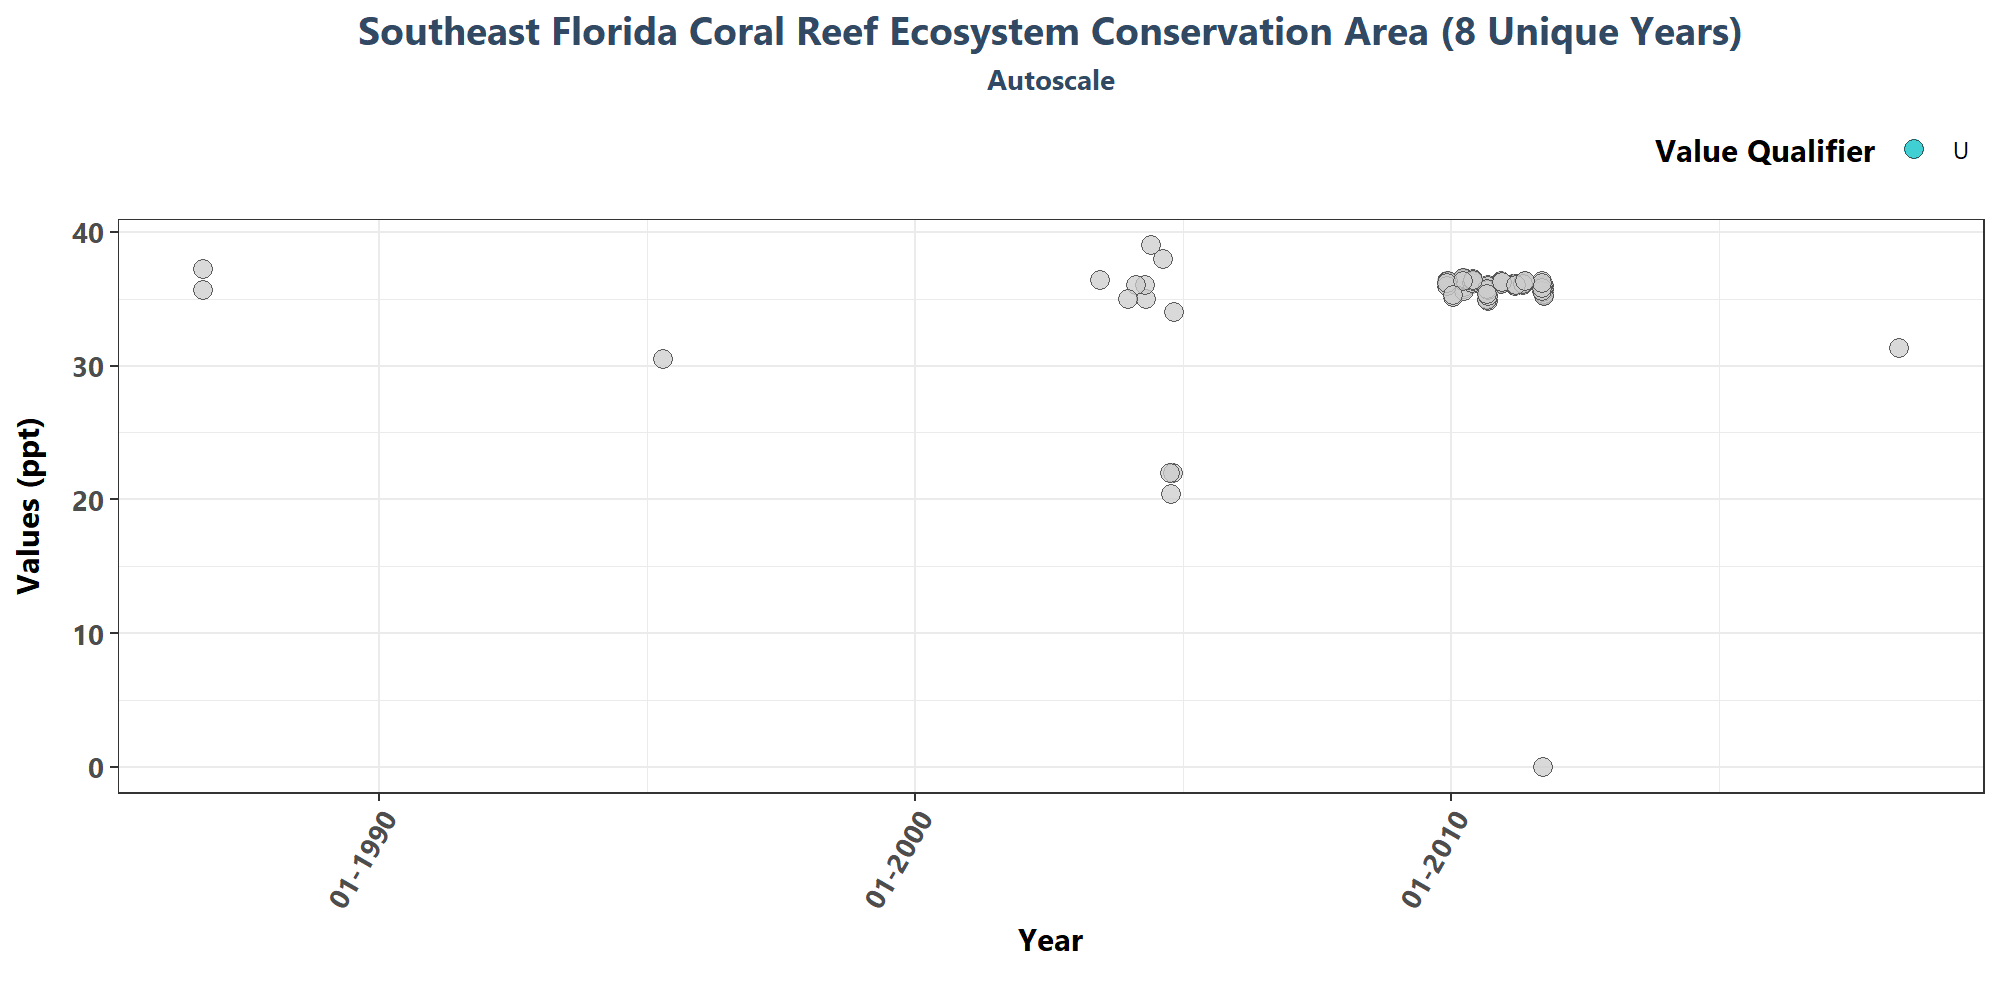 Southeast Florida Coral Reef Ecosystem Conservation Area (8 Unique Years)
Autoscale
Value Qualifier U
40
30
20
10
0
Values (ppt)
01-1990
01-2000
01-2010
Year